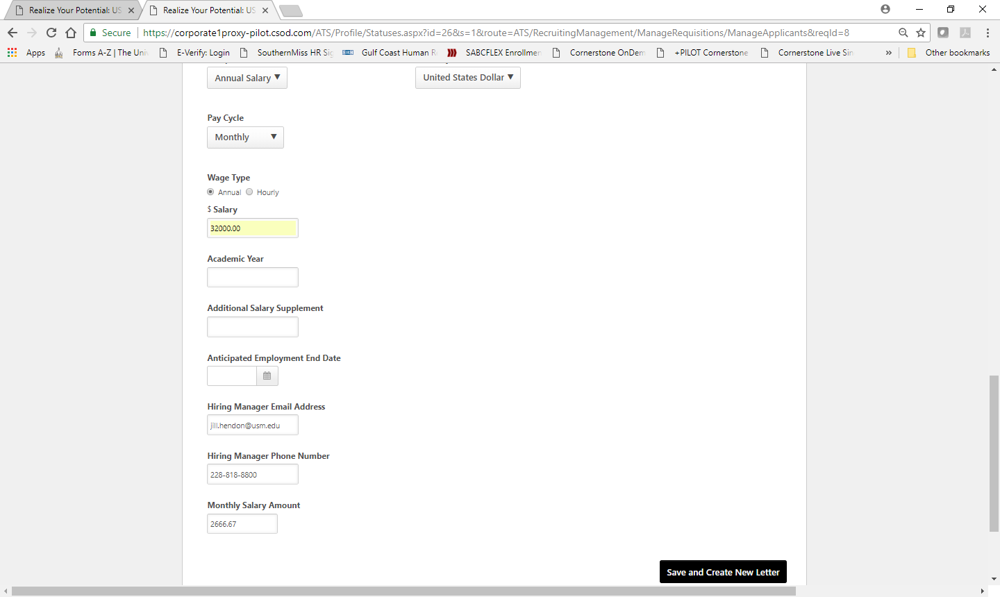 Realize Your Potential: US
Realize Your Potential: US
Secure
https://corporate1proxy-pilot.csod.com/ATS/Profile/Statuses.aspx?id=26&s=1&route=ATS/RecruitingManagement/ManageRequisitions/ManageApplicants&reqId=8
Apps Forms A-Z | The Uni E-Verify: Login SouthernMiss HR Sig Gulf Coast Human R SABCFLEX Enrollmen Cornerstone OnDem +PILOT Cornerstone Cornerstone Live Sin » Other bookmarks
Annual Salary ▼ United States Dollar ▼
Pay Cycle
Monthly ▼
Wage Type
Annual Hourly
$ Salary
32000.00
Academic Year
Additional Salary Supplement
Anticipated Employment End Date
Hiring Manager Email Address
jill.hendon@usm.edu
Hiring Manager Phone Number
228-818-8800
Monthly Salary Amount
2666.67
Save and Create New Letter